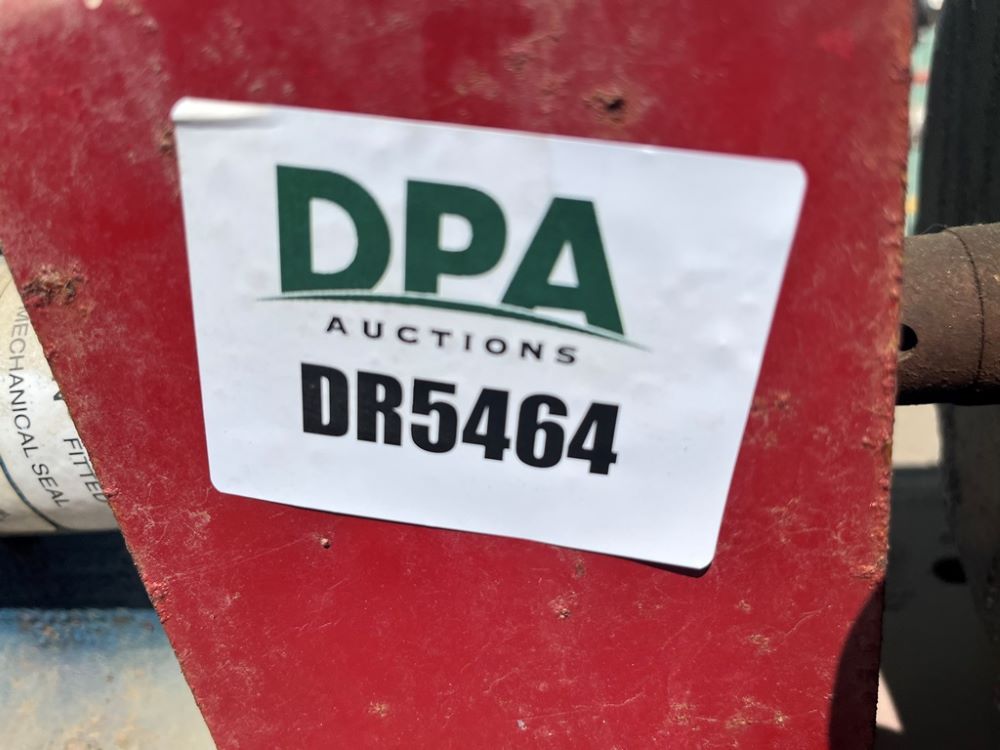 DPA
AUCTIONS
DR5464
MECHANICAL SEAL
FITTED